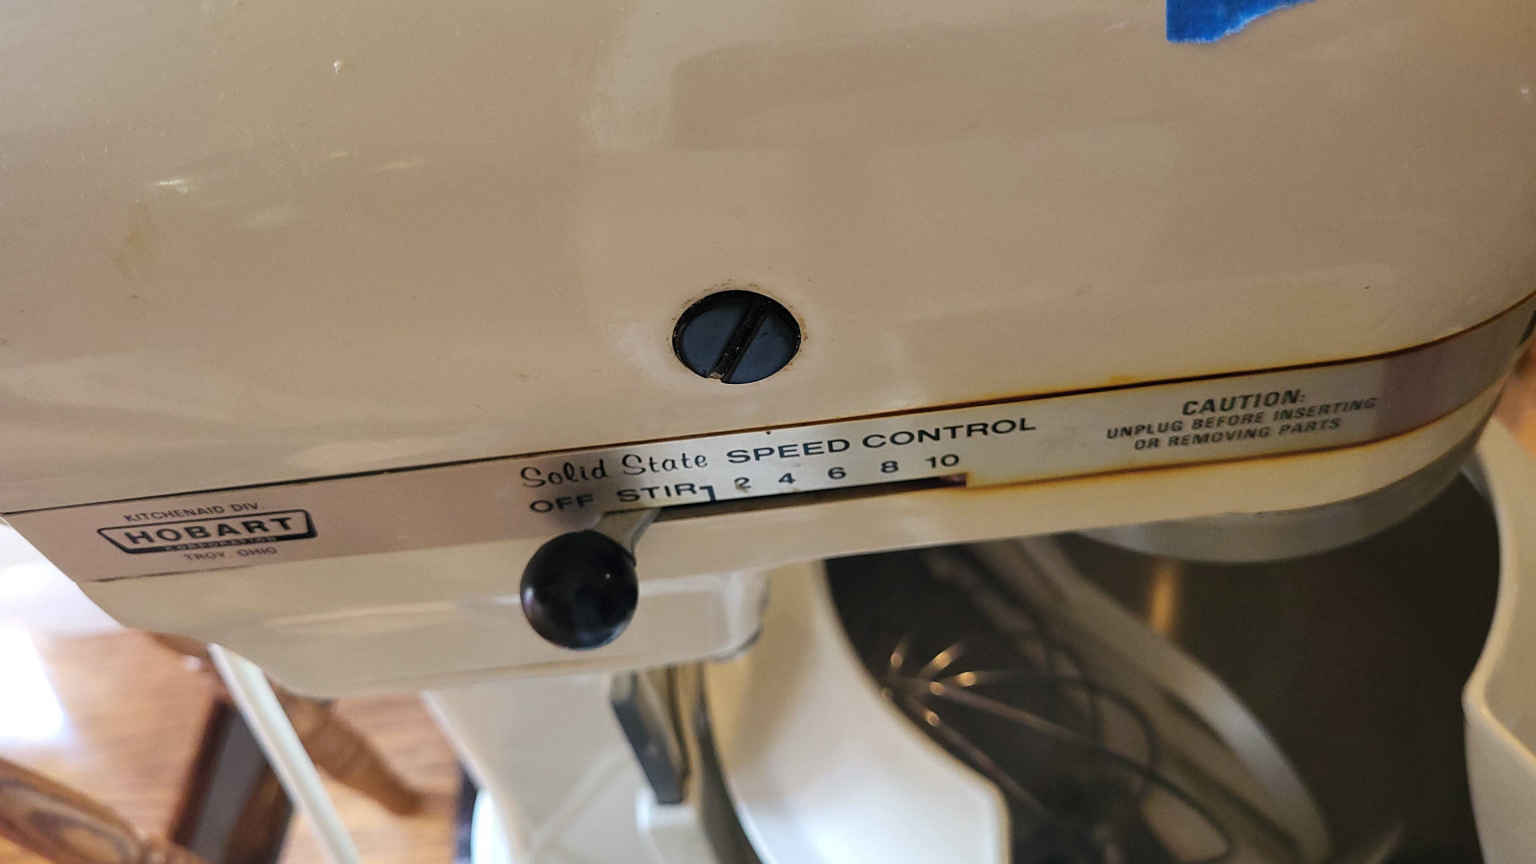 Solid State SPEED CONTROL
OFF STIR 2 4 6 8 10
CAUTION:
UNPLUG BEFORE INSERTING
OR REMOVING PARTS
KITCHENAID DIV.
HOBART
CORPORATION
TROY, OHIO